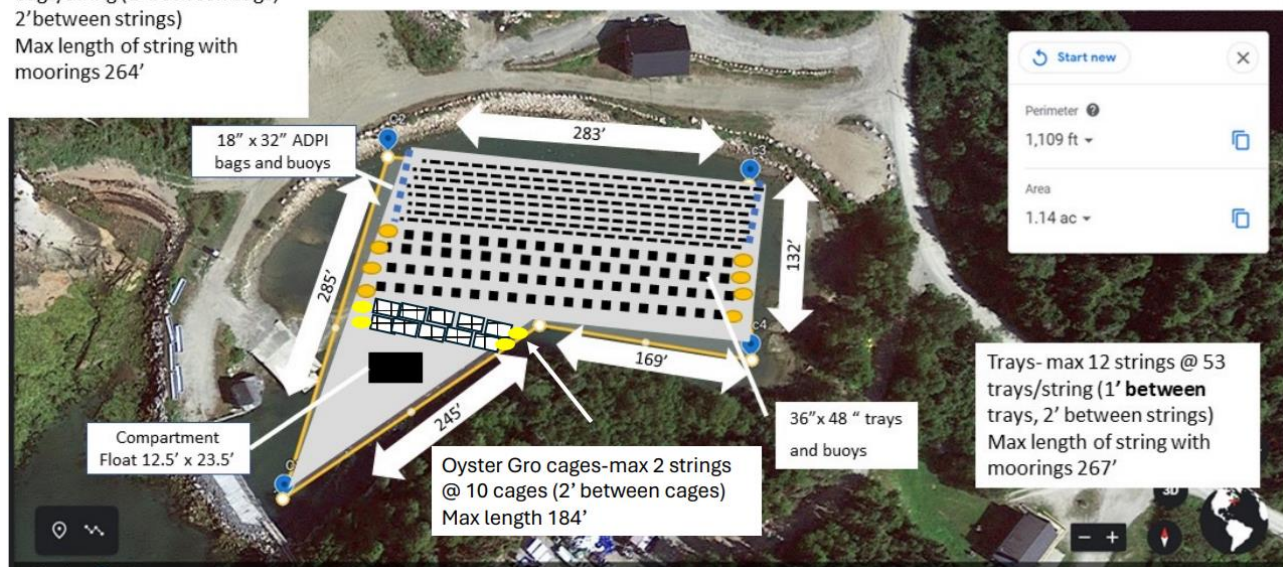 2'between strings)
Max length of string with
moorings 264'
18" x 32" ADPI
bags and buoys
C2
283'
C3
Start new
Perimeter
1,109 ft
Area
1.14 ac
285'
132'
C4
169'
245'
Compartment
Float 12.5' x 23.5'
Oyster Gro cages-max 2 strings
@ 10 cages (2' between cages)
Max length 184'
36"x 48 " trays
and buoys
Trays- max 12 strings @ 53
trays/string (1' between
trays, 2' between strings)
Max length of string with
moorings 267'
3D